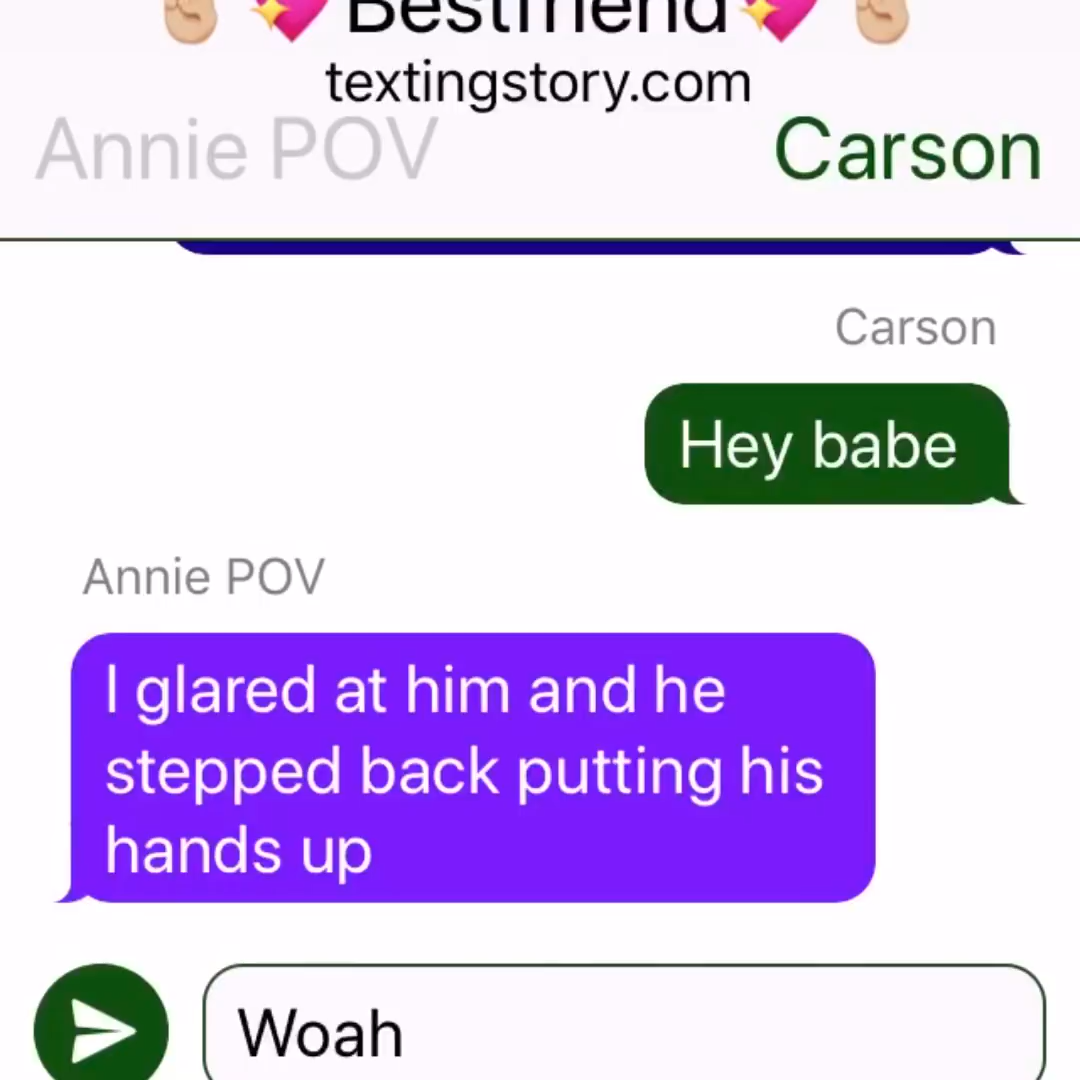 Bestfriend
textingstory.com
Annie POV
Carson
Carson
Hey babe
Annie POV
I glared at him and he
stepped back putting his
hands up
Woah